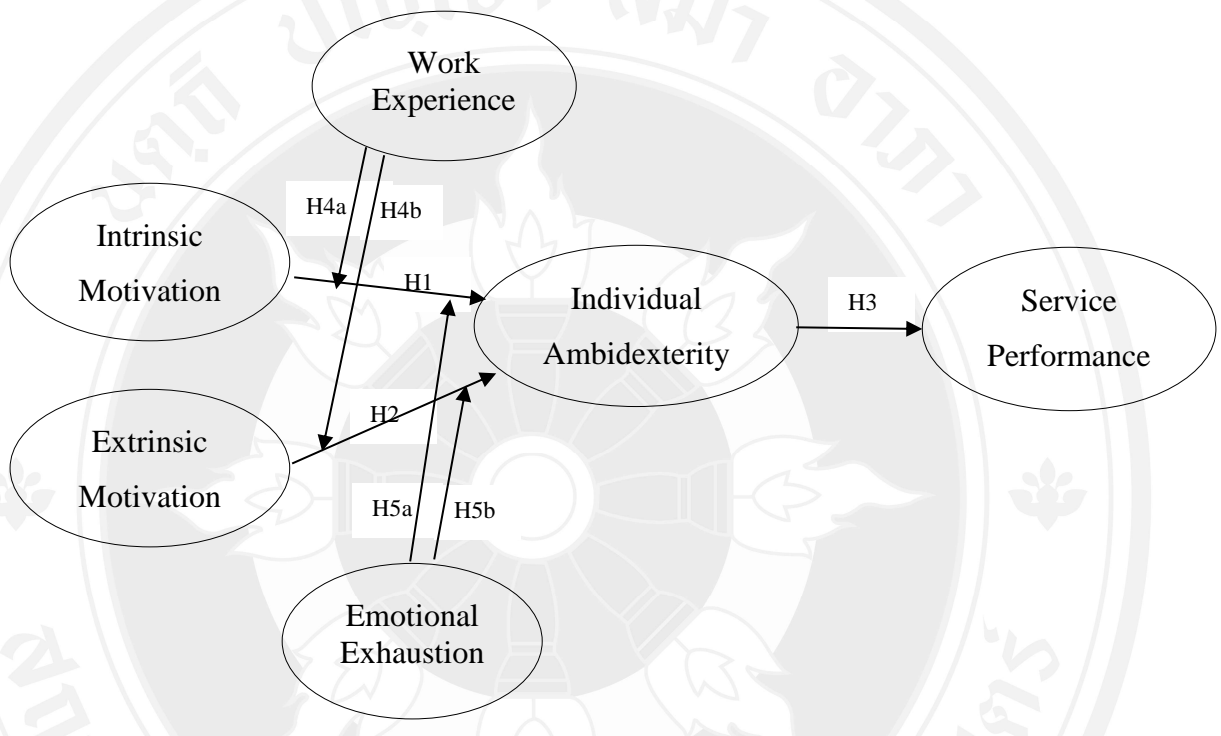 Work
Experience
H4a
H4b
Intrinsic
Motivation
H1
Individual
Ambidexterity
H3
Service
Performance
Extrinsic
Motivation
H2
H5a
H5b
Emotional
Exhaustion